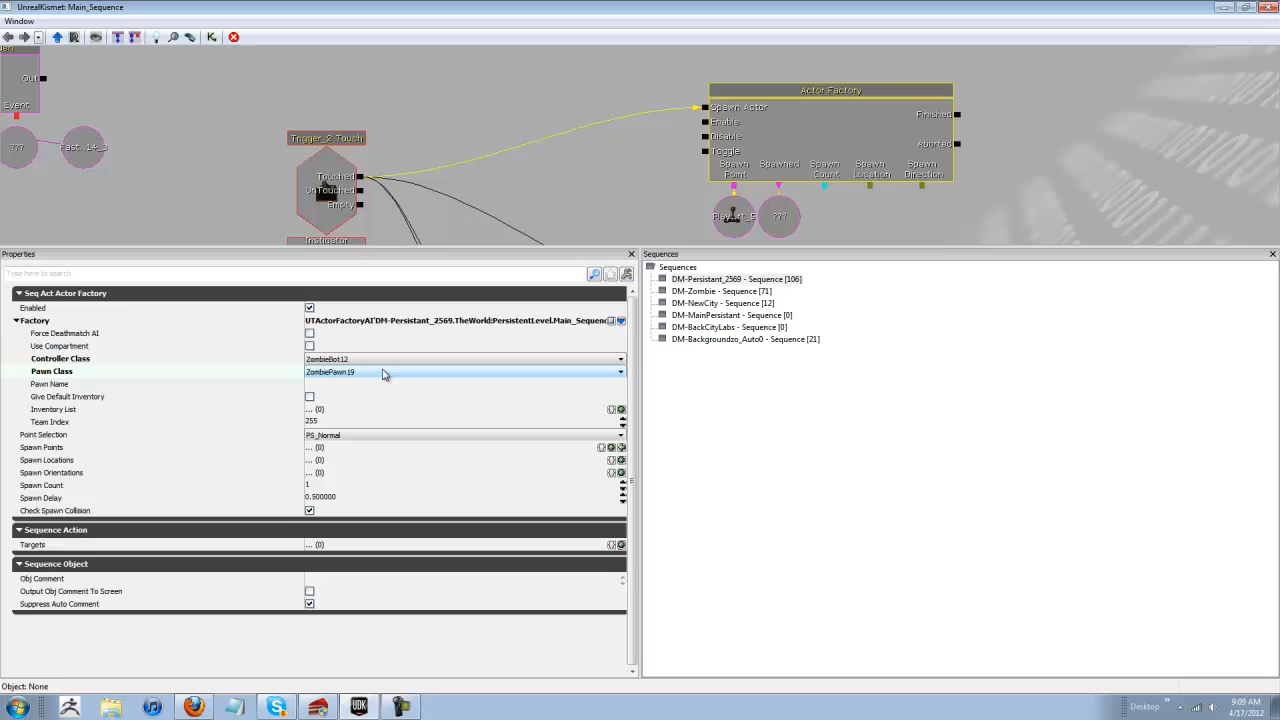 UnrealKismet: Main_Sequence
Window
Out
Event
???
Trigger_2 Touch
Touched
UnTouched
Empty
Instigator
Actor Factory
Spawn Actor
Enable
Disable
Toggle
Finished
Aborted
Spawn Point
Spawned
Spawn Count
Spawn Location
Spawn Direction
???
Properties
Type here to search
Seq Act Actor Factory
Enabled
Factory UTActorFactoryAI'DM-Persistant_2569.TheWorld:PersistentLevel.Main_Sequenc
Force Deathmatch AI
Use Compartment
Controller Class ZombieBot12
Pawn Class ZombiePawn19
Pawn Name
Give Default Inventory
Inventory List ... (0)
Team Index 255
Point Selection PS_Normal
Spawn Points ... (0)
Spawn Locations ... (0)
Spawn Orientations ... (0)
Spawn Count 1
Spawn Delay 0.500000
Check Spawn Collision
Sequence Action
Targets ... (0)
Sequence Object
Obj Comment
Output Obj Comment To Screen
Suppress Auto Comment
Sequences
Sequences
DM-Persistant_2569 - Sequence [106]
DM-Zombie - Sequence [71]
DM-NewCity - Sequence [12]
DM-MainPersistant - Sequence [0]
DM-BackCityLabs - Sequence [0]
DM-Backgroundzo_Auto0 - Sequence [21]
Object: None
UDK
Desktop
9:09 AM
4/17/2012